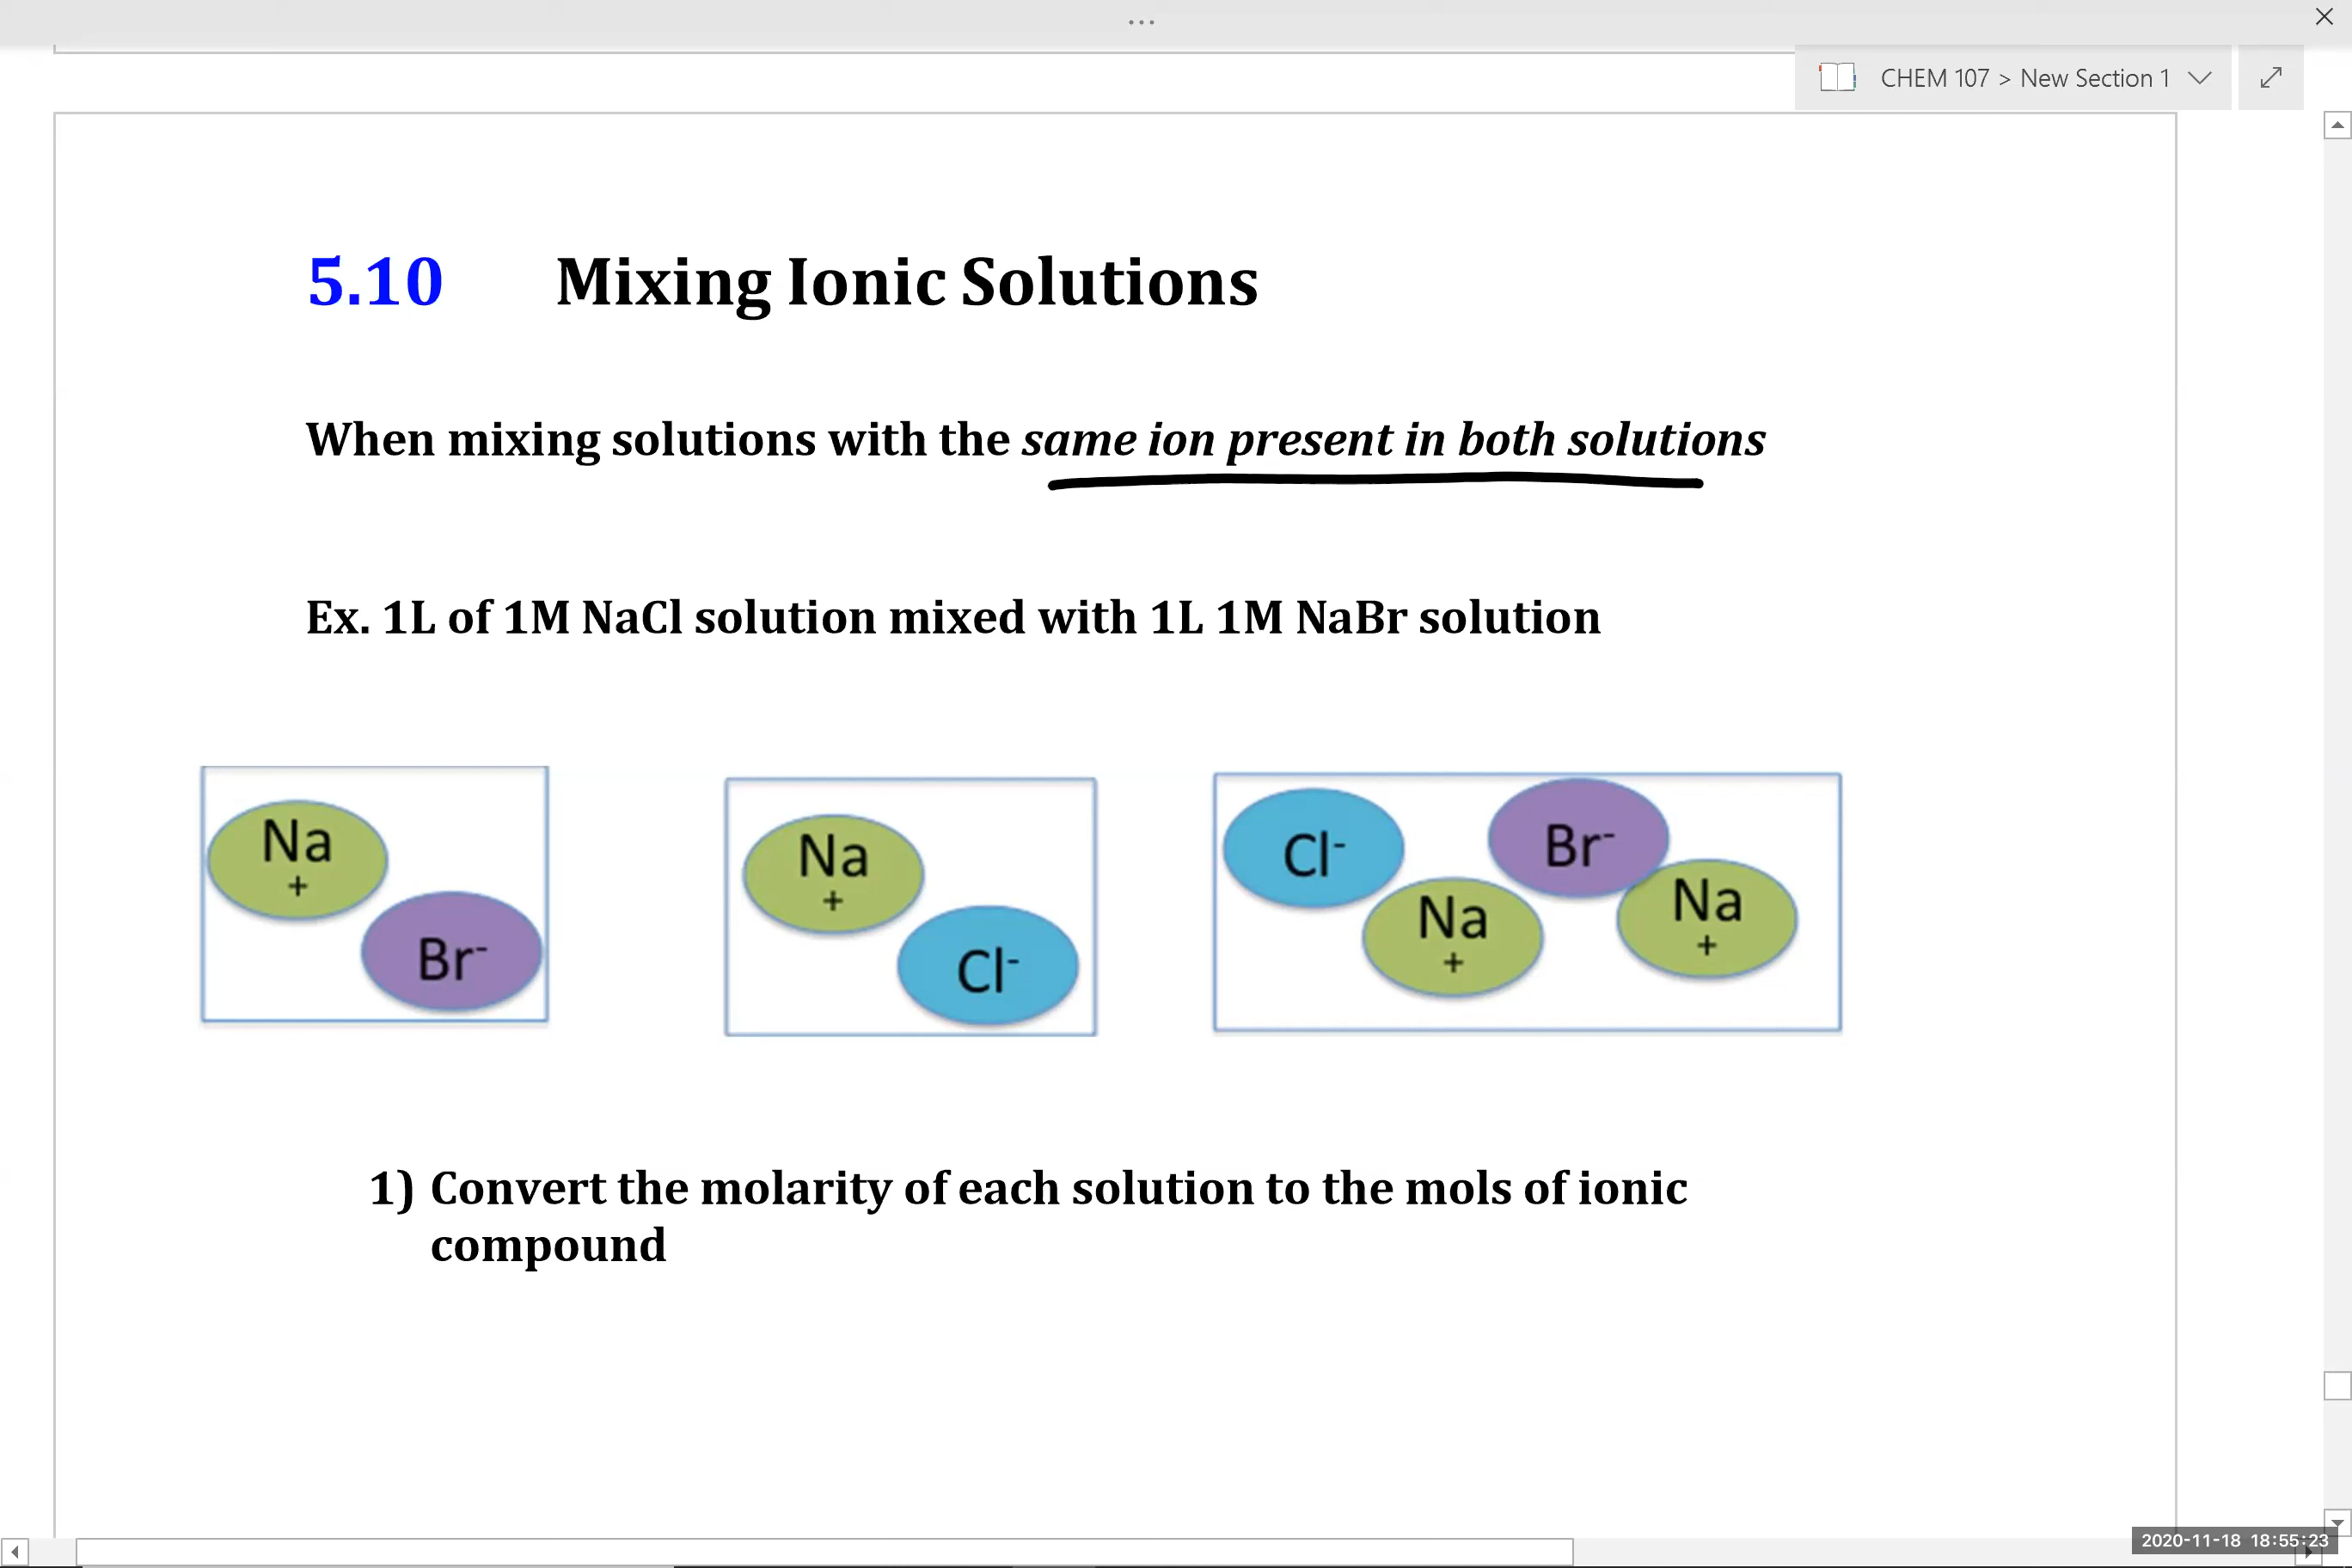 ...
CHEM 107 > New Section 1
5.10 Mixing Ionic Solutions
When mixing solutions with the same ion present in both solutions
Ex. 1L of 1M NaCl solution mixed with 1L 1M NaBr solution
Na
+
Br-
Na
+
Cl-
Cl-
Na
+
Br-
Na
+
1) Convert the molarity of each solution to the mols of ionic
compound
2020-11-18 18:55:23